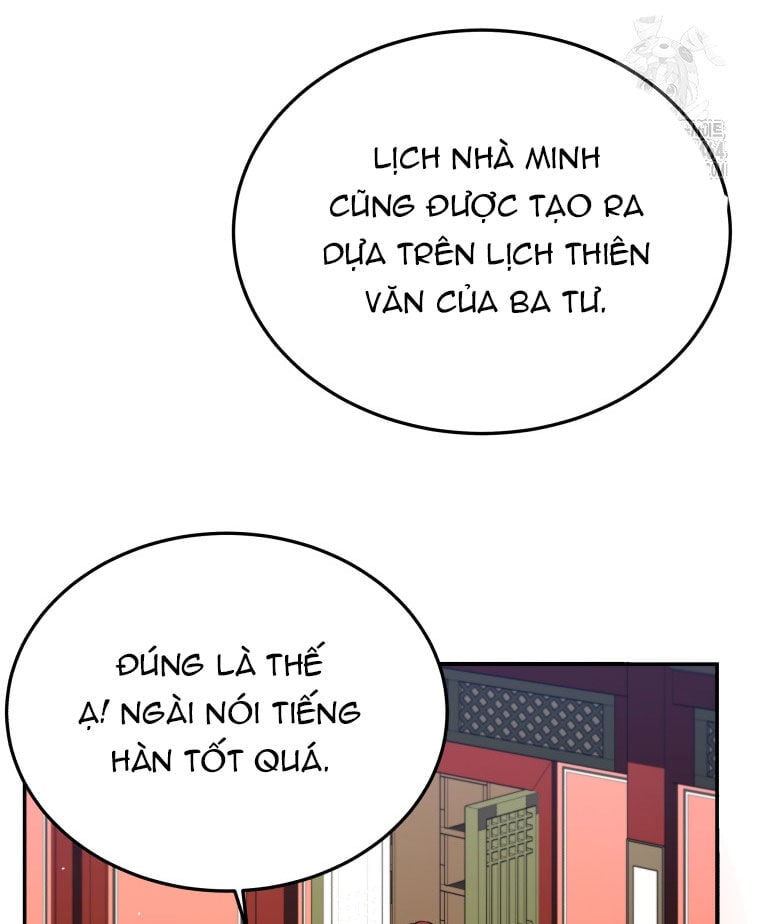 LỊCH NHÀ MINH
CŨNG ĐƯỢC TẠO RA
DỰA TRÊN LỊCH THIÊN
VĂN CỦA BA TƯ.
ĐÚNG LÀ THẾ
Ạ! NGÀI NÓI TIẾNG
HÀN TỐT QUÁ.